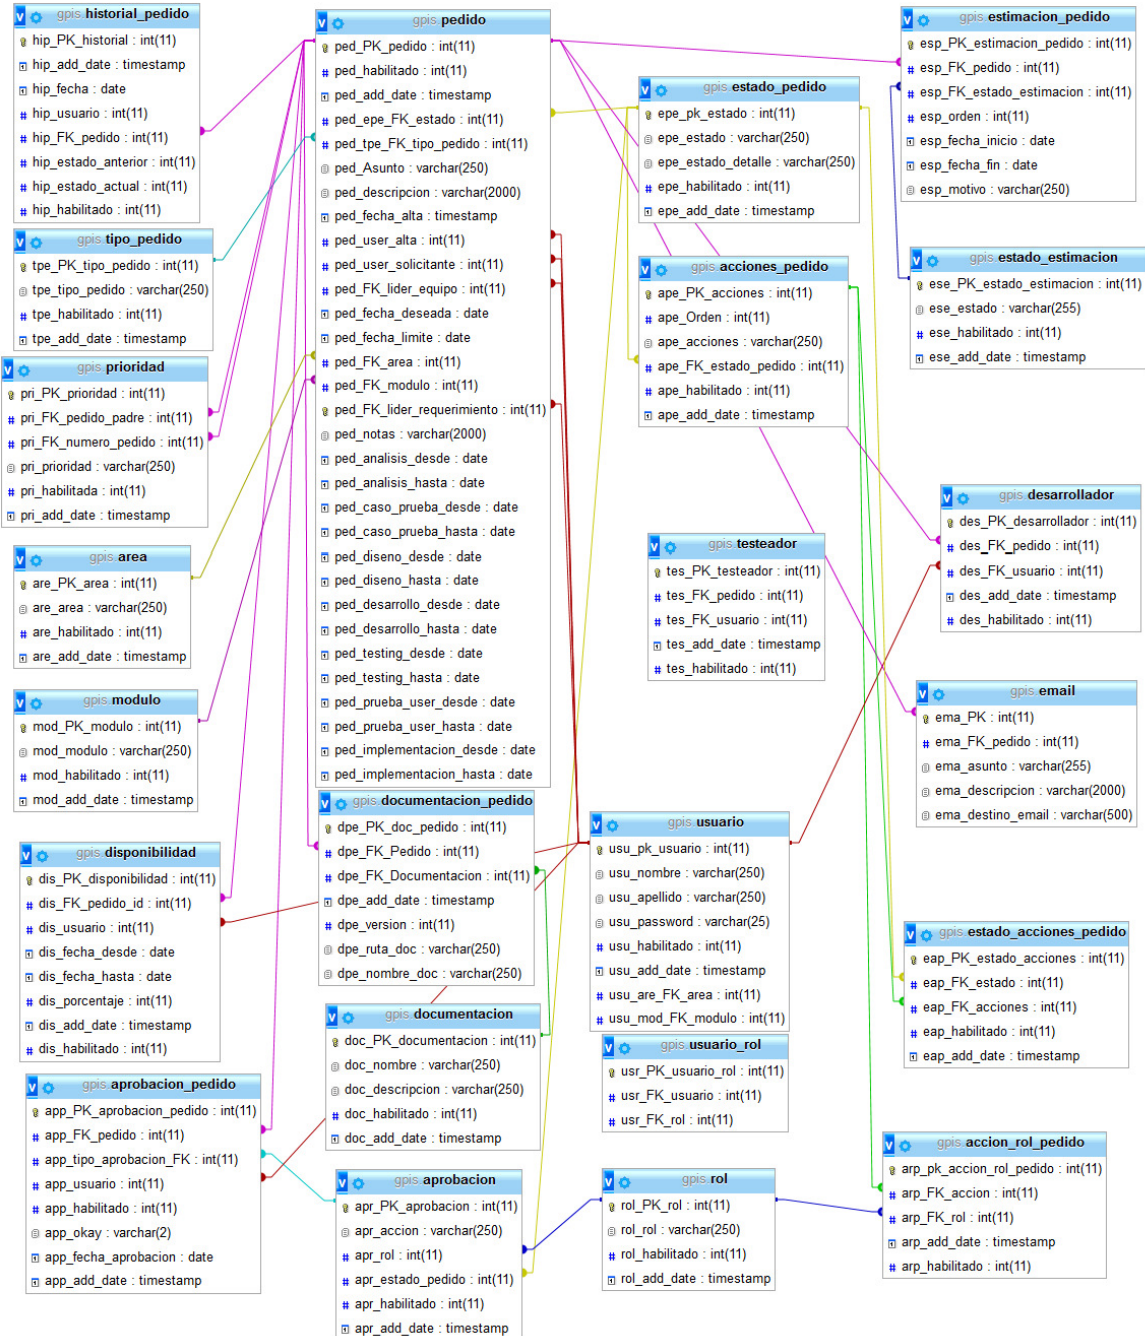 gpis historial_pedido
hip_PK_historial : int(11)
hip_add_date : timestamp
hip_fecha : date
hip_usuario : int(11)
hip_FK_pedido : int(11)
hip_estado_anterior : int(11)
hip_estado_actual : int(11)
hip_habilitado : int(11)
gpis tipo_pedido
tpe_PK_tipo_pedido : int(11)
tpe_tipo_pedido : varchar(250)
tpe_habilitado : int(11)
tpe_add_date : timestamp
gpis prioridad
pri_PK_prioridad : int(11)
pri_FK_pedido_padre : int(11)
pri_FK_numero_pedido : int(11)
pri_prioridad : varchar(250)
pri_habilitada : int(11)
pri_add_date : timestamp
gpis area
are_PK_area : int(11)
are_area : varchar(250)
are_habilitado : int(11)
are_add_date : timestamp
gpis modulo
mod_PK_modulo : int(11)
mod_modulo : varchar(250)
mod_habilitado : int(11)
mod_add_date : timestamp
gpis disponibilidad
dis_PK_disponibilidad : int(11)
dis_FK_pedido_id : int(11)
dis_usuario : int(11)
dis_fecha_desde : date
dis_fecha_hasta : date
dis_porcentaje : int(11)
dis_add_date : timestamp
dis_habilitado : int(11)
gpis aprobacion_pedido
app_PK_aprobacion_pedido : int(11)
app_FK_pedido : int(11)
app_tipo_aprobacion_FK : int(11)
app_usuario : int(11)
app_habilitado : int(11)
app_okay : varchar(2)
app_fecha_aprobacion : date
app_add_date : timestamp
gpis pedido
ped_PK_pedido : int(11)
ped_habilitado : int(11)
ped_add_date : timestamp
ped_epe_FK_estado : int(11)
ped_tpe_FK_tipo_pedido : int(11)
ped_Asunto : varchar(250)
ped_descripcion : varchar(2000)
ped_fecha_alta : timestamp
ped_user_alta : int(11)
ped_user_solicitante : int(11)
ped_FK_lider_equipo : int(11)
ped_fecha_deseada : date
ped_fecha_limite : date
ped_FK_area : int(11)
ped_FK_modulo : int(11)
ped_FK_lider_requerimiento : int(11)
ped_notas : varchar(2000)
ped_analisis_desde : date
ped_analisis_hasta : date
ped_caso_prueba_desde : date
ped_caso_prueba_hasta : date
ped_diseno_desde : date
ped_diseno_hasta : date
ped_desarrollo_desde : date
ped_desarrollo_hasta : date
ped_testing_desde : date
ped_testing_hasta : date
ped_prueba_user_desde : date
ped_prueba_user_hasta : date
ped_implementacion_desde : date
ped_implementacion_hasta : date
gpis documentacion_pedido
dpe_PK_doc_pedido : int(11)
dpe_FK_Pedido : int(11)
dpe_FK_Documentacion : int(11)
dpe_add_date : timestamp
dpe_version : int(11)
dpe_ruta_doc : varchar(250)
dpe_nombre_doc : varchar(250)
gpis documentacion
doc_PK_documentacion : int(11)
doc_nombre : varchar(250)
doc_descripcion : varchar(250)
doc_habilitado : int(11)
doc_add_date : timestamp
gpis aprobacion
apr_PK_aprobacion : int(11)
apr_accion : varchar(250)
apr_rol : int(11)
apr_estado_pedido : int(11)
apr_habilitado : int(11)
apr_add_date : timestamp
gpis estado_pedido
epe_pk_estado : int(11)
epe_estado : varchar(250)
epe_estado_detalle : varchar(250)
epe_habilitado : int(11)
epe_add_date : timestamp
gpis acciones_pedido
ape_PK_acciones : int(11)
ape_Orden : int(11)
ape_acciones : varchar(250)
ape_FK_estado_pedido : int(11)
ape_habilitado : int(11)
ape_add_date : timestamp
gpis testeador
tes_PK_testeador : int(11)
tes_FK_pedido : int(11)
tes_FK_usuario : int(11)
tes_add_date : timestamp
tes_habilitado : int(11)
gpis usuario
usu_pk_usuario : int(11)
usu_nombre : varchar(250)
usu_apellido : varchar(250)
usu_password : varchar(25)
usu_habilitado : int(11)
usu_add_date : timestamp
usu_are_FK_area : int(11)
usu_mod_FK_modulo : int(11)
gpis usuario_rol
usr_PK_usuario_rol : int(11)
usr_FK_usuario : int(11)
usr_FK_rol : int(11)
gpis rol
rol_PK_rol : int(11)
rol_rol : varchar(250)
rol_habilitado : int(11)
rol_add_date : timestamp
gpis estimacion_pedido
esp_PK_estimacion_pedido : int(11)
esp_FK_pedido : int(11)
esp_FK_estado_estimacion : int(11)
esp_orden : int(11)
esp_fecha_inicio : date
esp_fecha_fin : date
esp_motivo : varchar(250)
gpis estado_estimacion
ese_PK_estado_estimacion : int(11)
ese_estado : varchar(255)
ese_habilitado : int(11)
ese_add_date : timestamp
gpis desarrollador
des_PK_desarrollador : int(11)
des_FK_pedido : int(11)
des_FK_usuario : int(11)
des_add_date : timestamp
des_habilitado : int(11)
gpis email
ema_PK : int(11)
ema_FK_pedido : int(11)
ema_asunto : varchar(255)
ema_descripcion : varchar(2000)
ema_destino_email : varchar(500)
gpis estado_acciones_pedido
eap_PK_estado_acciones : int(11)
eap_FK_estado : int(11)
eap_FK_acciones : int(11)
eap_habilitado : int(11)
eap_add_date : timestamp
gpis accion_rol_pedido
arp_pk_accion_rol_pedido : int(11)
arp_FK_accion : int(11)
arp_FK_rol : int(11)
arp_add_date : timestamp
arp_habilitado : int(11)